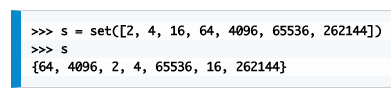 >>> s = set([2, 4, 16, 64, 4096, 65536, 262144])
>>> s
{64, 4096, 2, 4, 65536, 16, 262144}